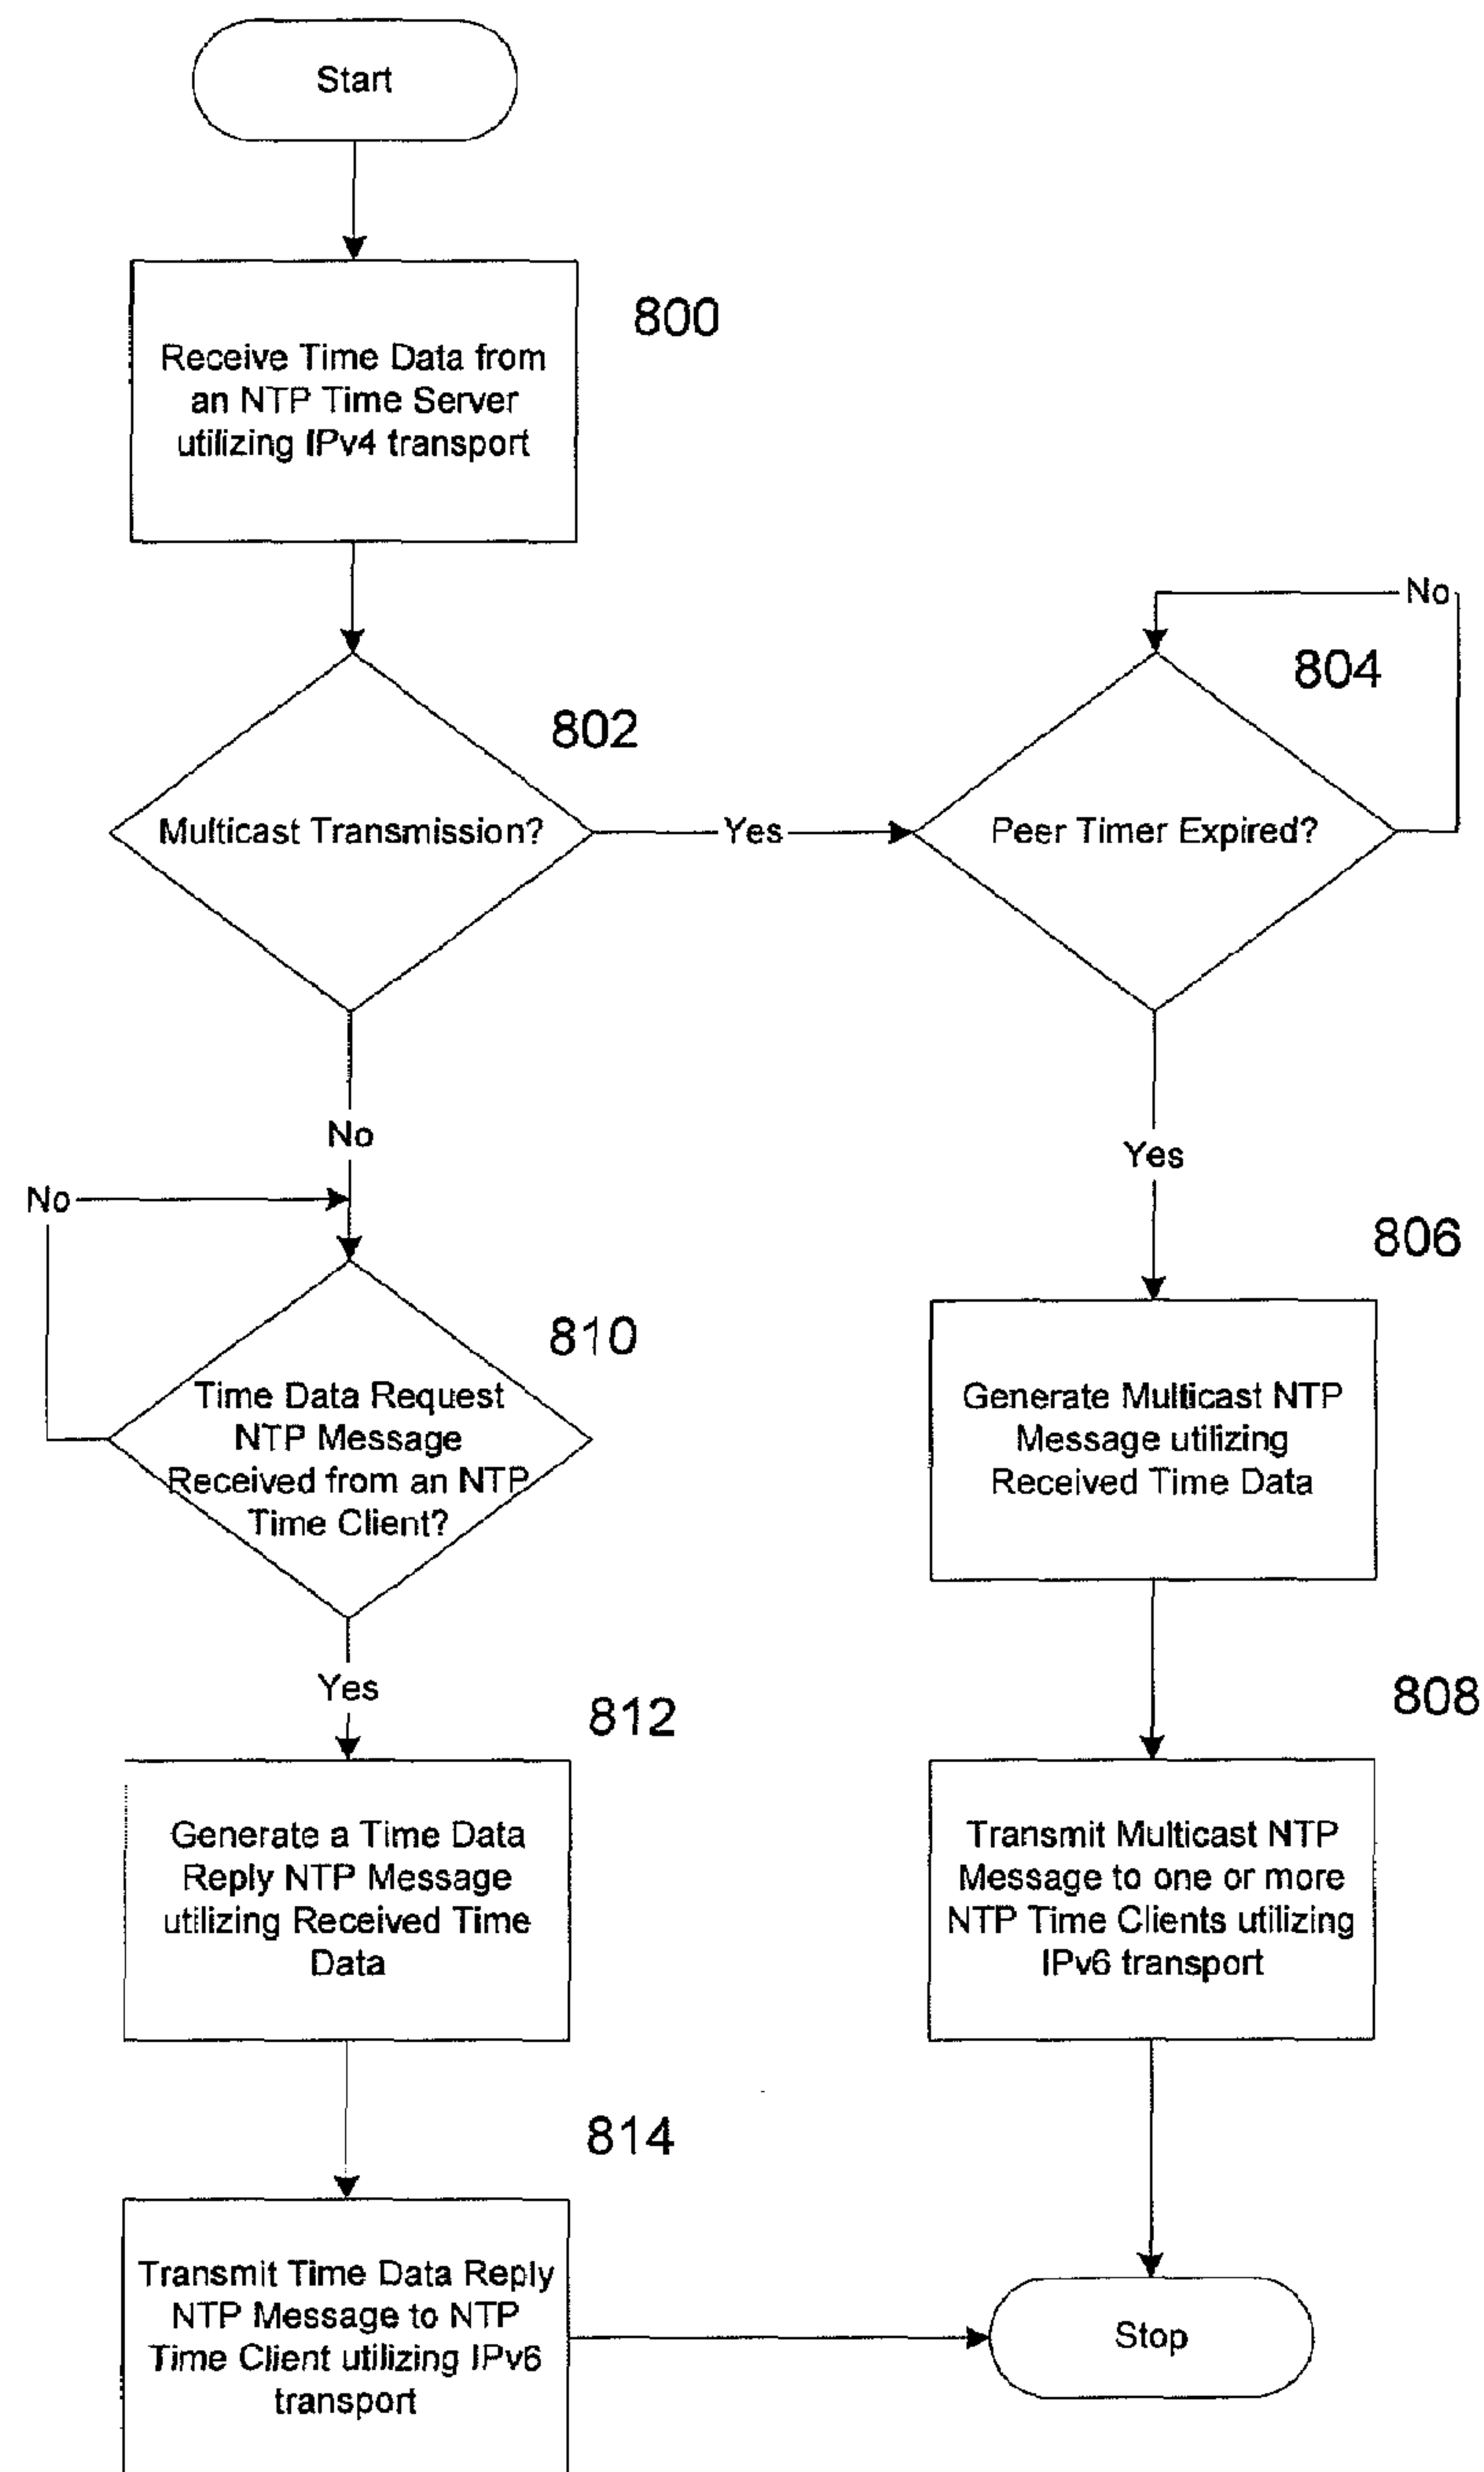 Start
800
Receive Time Data from
an NTP Time Server
utilizing IPv4 transport
No
804
802
Multicast Transmission?
Yes
Peer Timer Expired?
No
Yes
No
806
810
Time Data Request
NTP Message
Received from an NTP
Time Client?
Generate Multicast NTP
Message utilizing
Received Time Data
Yes
812
808
Generate a Time Data
Reply NTP Message
utilizing Received Time
Data
Transmit Multicast NTP
Message to one or more
NTP Time Clients utilizing
IPv6 transport
814
Transmit Time Data Reply
NTP Message to NTP
Time Client utilizing IPv6
transport
Stop